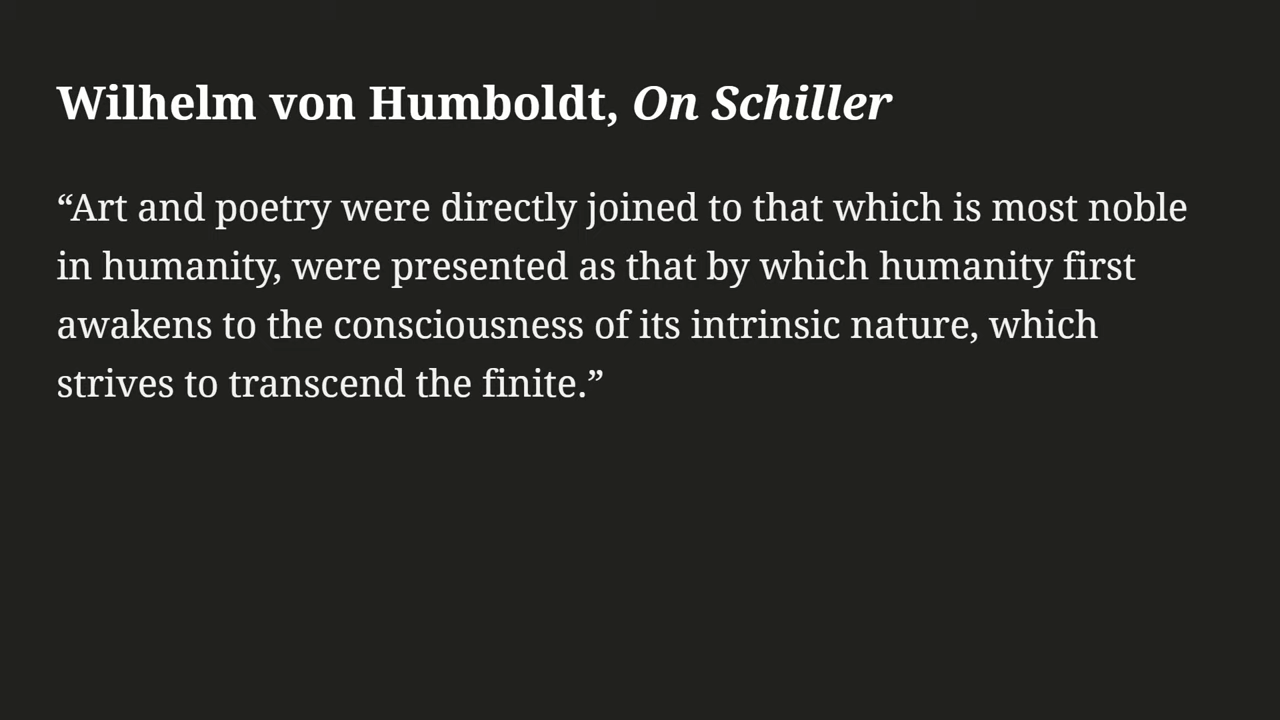 Wilhelm von Humboldt, On Schiller
“Art and poetry were directly joined to that which is most noble
in humanity, were presented as that by which humanity first
awakens to the consciousness of its intrinsic nature, which
strives to transcend the finite.”